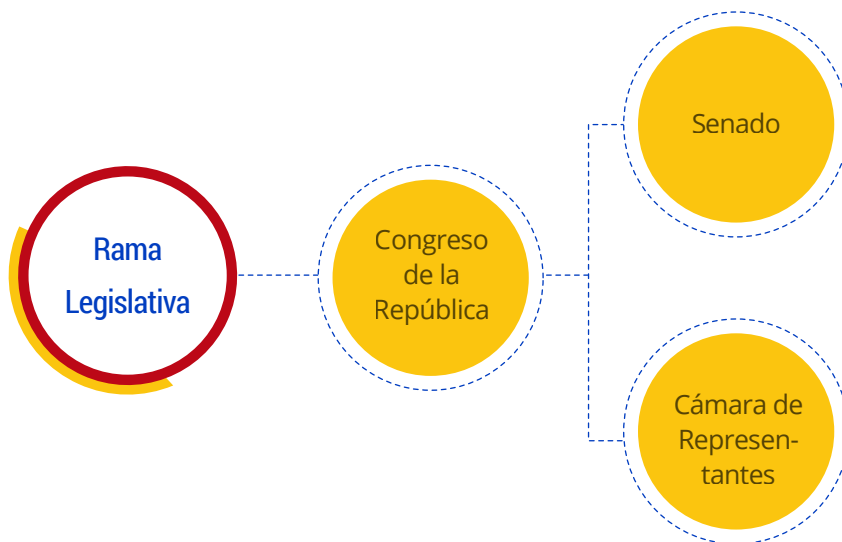 Rama
Legislativa
Congreso
de la
República
Senado
Cámara de
Represen-
tantes